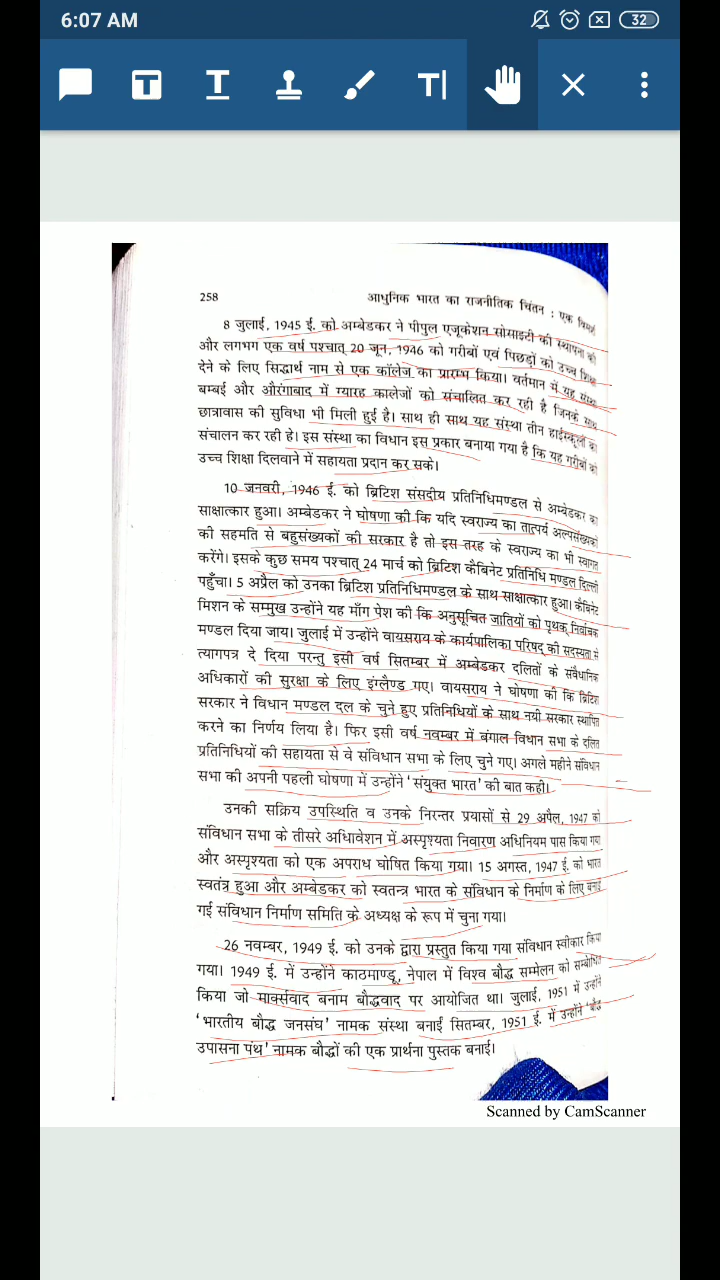 6:07 AM
32
258 आधुनिक भारत का राजनीतिक चिंतन : एक विमर्श
8 जुलाई, 1945 ई. को अम्बेडकर ने पीपुल एजूकेशन सोसाइटी की स्थापना की
और लगभग एक वर्ष पश्चात् 20 जून, 1946 को गरीबों एवं पिछड़ों को उच्च शिक्षा
देने के लिए सिद्धार्थ नाम से एक कॉलेज का प्रारम्भ किया। वर्तमान में यह संस्था
बम्बई और औरंगाबाद में ग्यारह कालेजों को संचालित कर रही है जिनके साथ
छात्रावास की सुविधा भी मिली हुई है। साथ ही साथ यह संस्था तीन हाईस्कूलों का
संचालन कर रही हे। इस संस्था का विधान इस प्रकार बनाया गया है कि यह गरीबों को
उच्च शिक्षा दिलवाने में सहायता प्रदान कर सके।
10 जनवरी, 1946 ई. को ब्रिटिश संसदीय प्रतिनिधिमण्डल से अम्बेडकर का
साक्षात्कार हुआ। अम्बेडकर ने घोषणा की कि यदि स्वराज्य का तात्पर्य अल्पसंख्यकों
की सहमति से बहुसंख्यकों की सरकार है तो इस तरह के स्वराज्य का भी स्वागत
करेंगे। इसके कुछ समय पश्चात् 24 मार्च को ब्रिटिश कैबिनेट प्रतिनिधि मण्डल दिल्ली
पहुँचा। 5 अप्रैल को उनका ब्रिटिश प्रतिनिधिमण्डल के साथ साक्षात्कार हुआ। कैबिनेट
मिशन के सम्मुख उन्होंने यह माँग पेश की कि अनुसूचित जातियों को पृथक् निर्वाचक
मण्डल दिया जाय। जुलाई में उन्होंने वायसराय के कार्यपालिका परिषद् की सदस्यता से
त्यागपत्र दे दिया परन्तु इसी वर्ष सितम्बर में अम्बेडकर दलितों के संवैधानिक
अधिकारों की सुरक्षा के लिए इंग्लैण्ड गए। वायसराय ने घोषणा की कि ब्रिटिश
सरकार ने विधान मण्डल दल के चुने हुए प्रतिनिधियों के साथ नयी सरकार स्थापित
करने का निर्णय लिया है। फिर इसी वर्ष नवम्बर में बंगाल विधान सभा के दलित
प्रतिनिधियों की सहायता से वे संविधान सभा के लिए चुने गए। अगले महीने संविधान
सभा की अपनी पहली घोषणा में उन्होंने 'संयुक्त भारत' की बात कही।
उनकी सक्रिय उपस्थिति व उनके निरन्तर प्रयासों से 29 अपैल, 1947 को
संविधान सभा के तीसरे अधिावेशन में अस्पृश्यता निवारण अधिनियम पास किया गया
और अस्पृश्यता को एक अपराध घोषित किया गया। 15 अगस्त, 1947 ई. को भारत
स्वतंत्र हुआ और अम्बेडकर को स्वतन्त्र भारत के संविधान के निर्माण के लिए बनाई
गई संविधान निर्माण समिति के अध्यक्ष के रूप में चुना गया।
26 नवम्बर, 1949 ई. को उनके द्वारा प्रस्तुत किया गया संविधान स्वीकार किया
गया। 1949 ई. में उन्होंने काठमाण्डू, नेपाल में विश्व बौद्ध सम्मेलन को सम्बोधित
किया जो मार्क्सवाद बनाम बौद्धवाद पर आयोजित था। जुलाई, 1951 में उन्होंने
'भारतीय बौद्ध जनसंघ' नामक संस्था बनाई सितम्बर, 1951 ई. में उन्होंने 'बौद्ध
उपासना पंथ' नामक बौद्धों की एक प्रार्थना पुस्तक बनाई।
Scanned by CamScanner